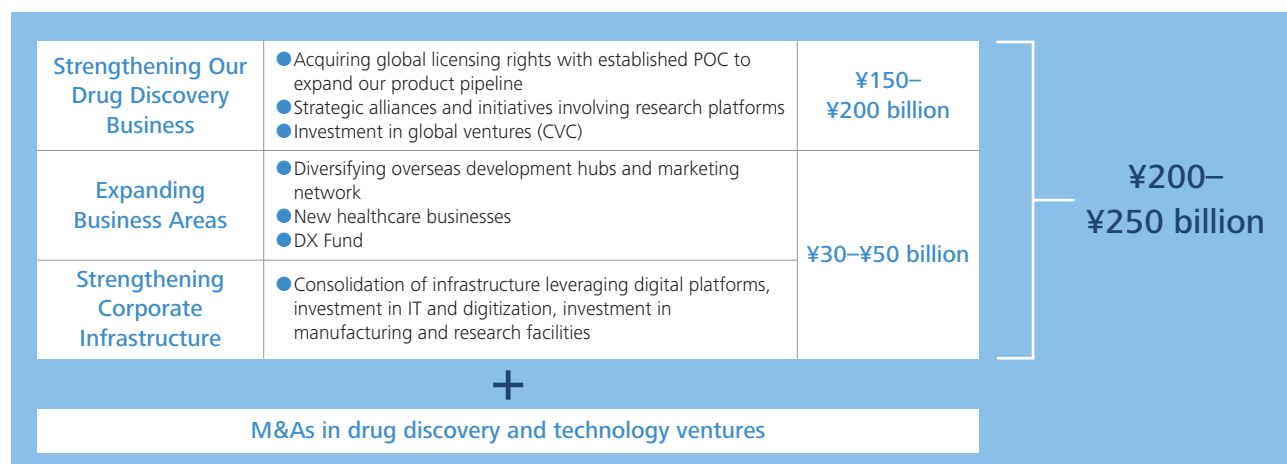 Strengthening Our
Drug Discovery
Business
●Acquiring global licensing rights with established POC to
expand our product pipeline
●Strategic alliances and initiatives involving research platforms
●Investment in global ventures (CVC)
¥150–
¥200 billion
Expanding
Business Areas
●Diversifying overseas development hubs and marketing
network
●New healthcare businesses
●DX Fund
¥30–¥50 billion
Strengthening
Corporate
Infrastructure
●Consolidation of infrastructure leveraging digital platforms,
investment in IT and digitization, investment in
manufacturing and research facilities
¥200–
¥250 billion
+
M&As in drug discovery and technology ventures